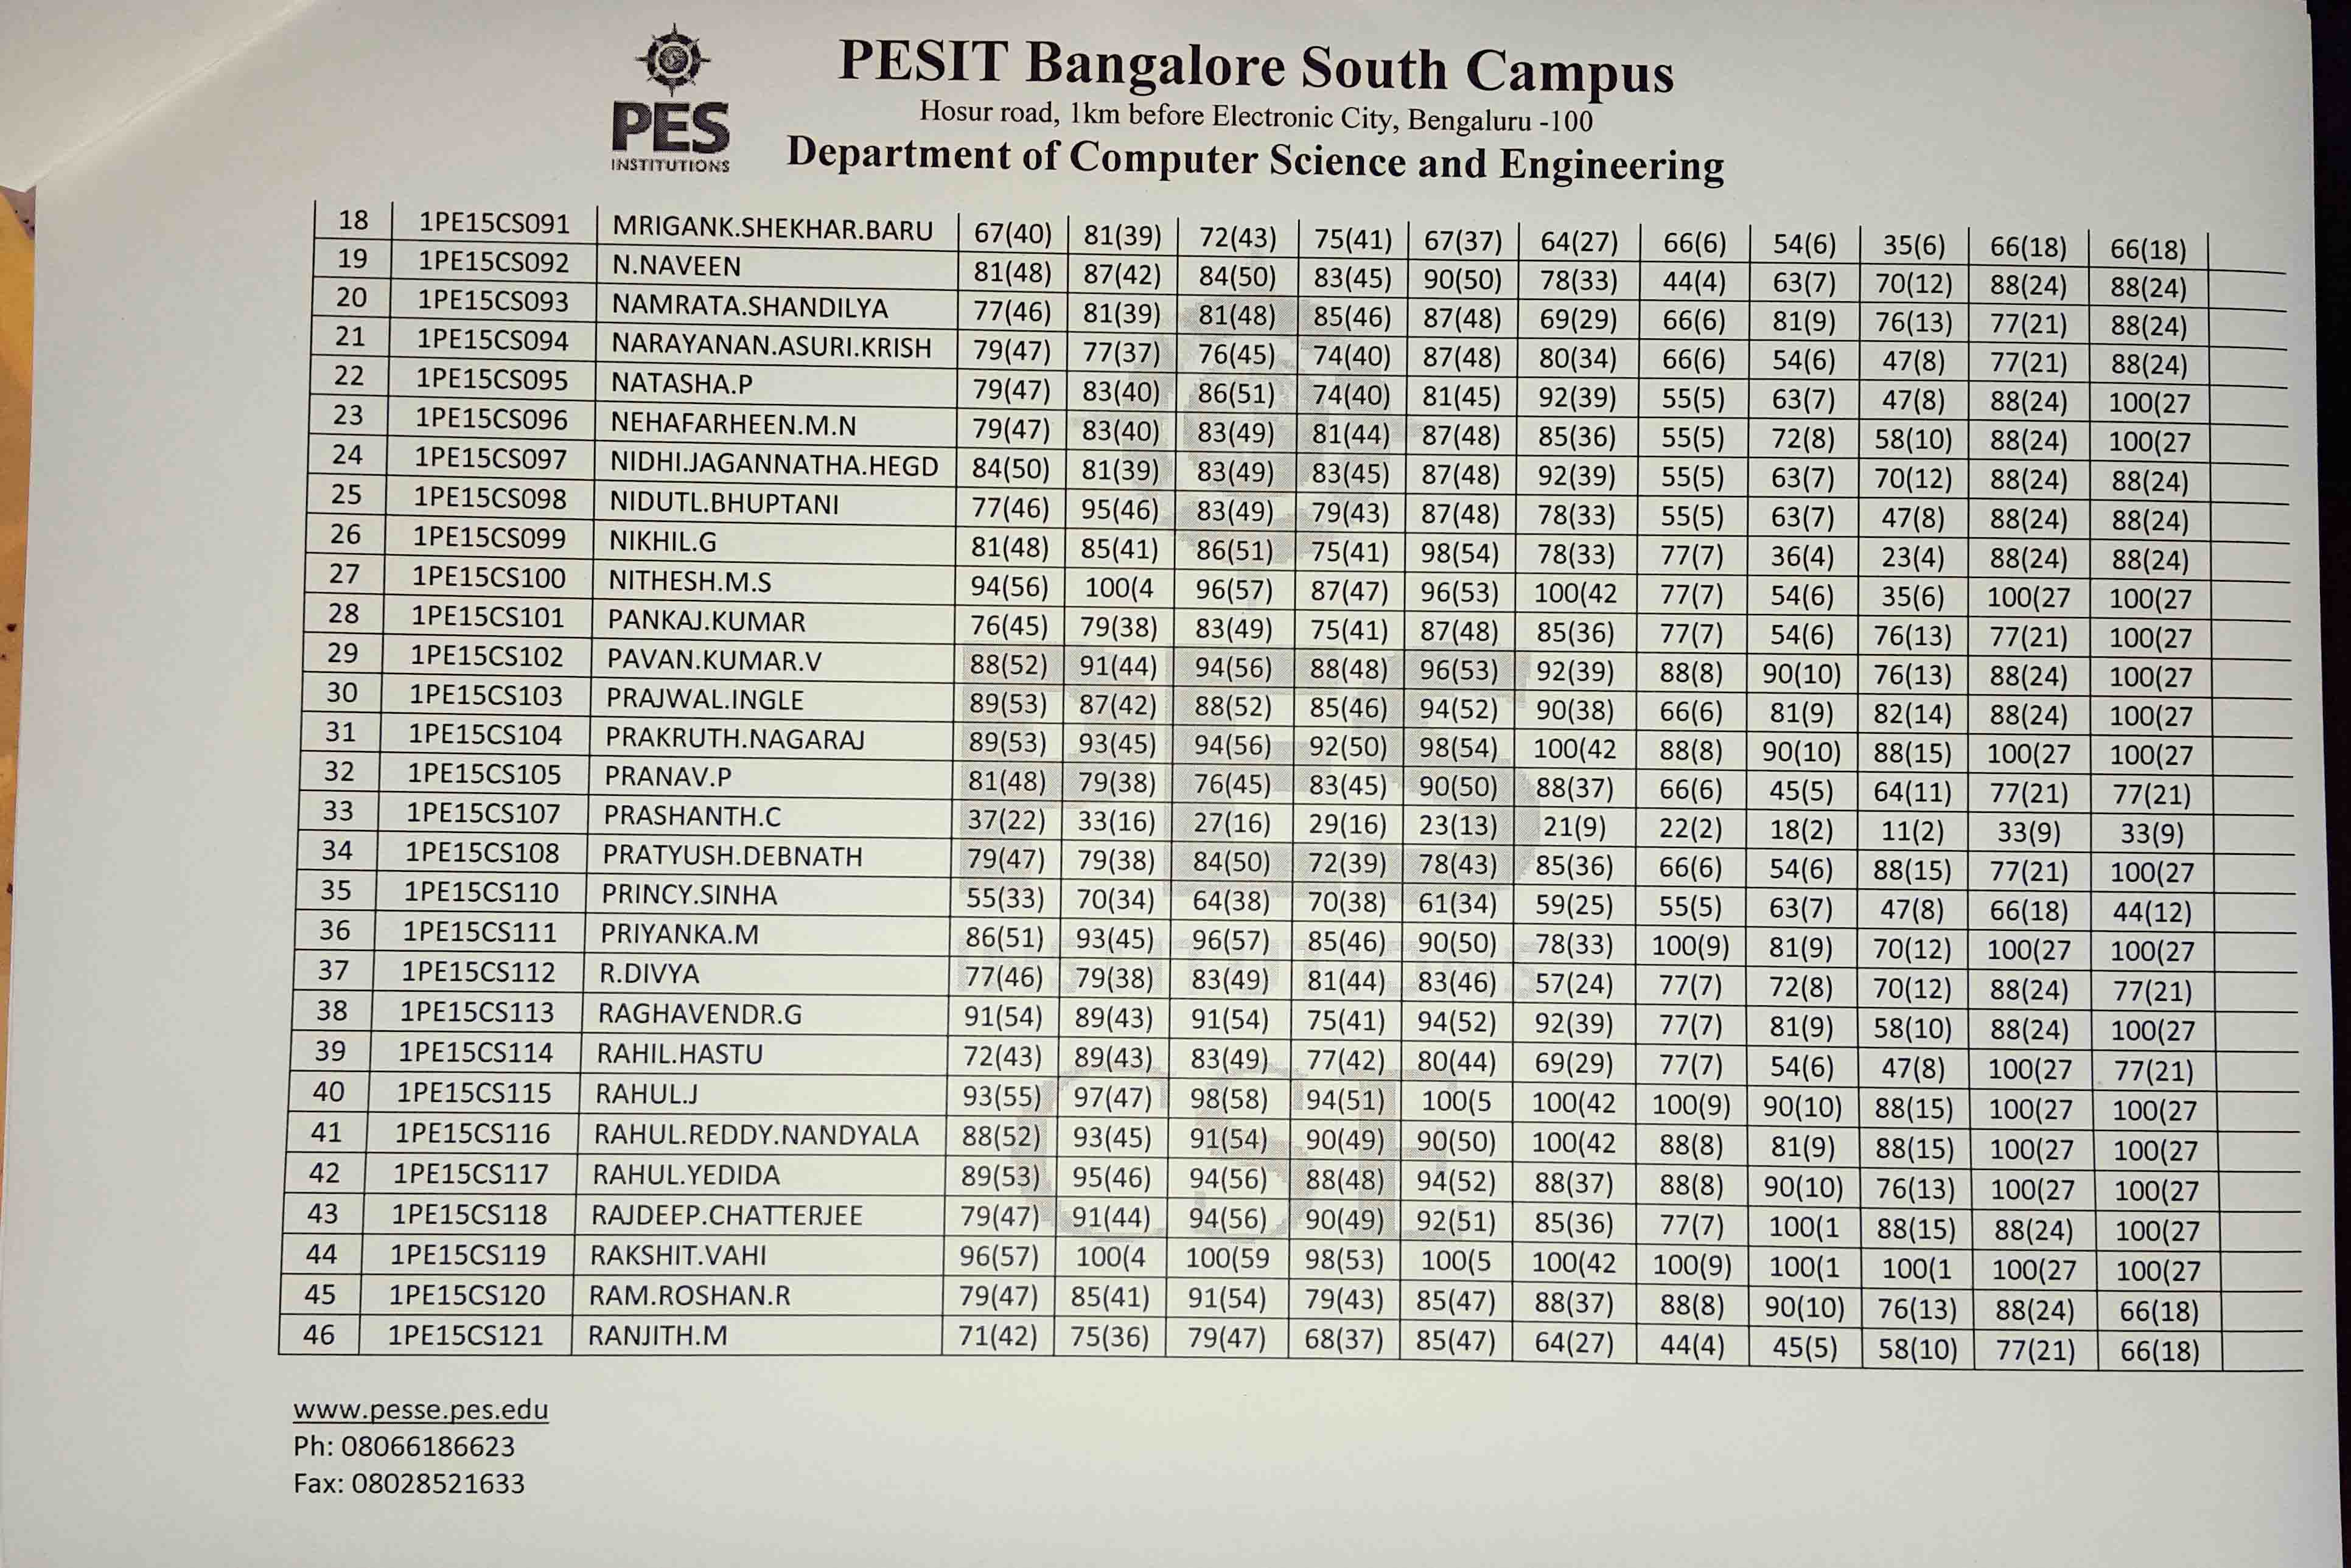 PES
INSTITUTIONS
PESIT Bangalore South Campus
Hosur road, 1km before Electronic City, Bengaluru -100
Department of Computer Science and Engineering
18 1PE15CS091 MRIGANK.SHEKHAR.BARU 67(40) 81(39) 72(43) 75(41) 67(37) 64(27) 66(6) 54(6) 35(6) 66(18) 66(18)
19 1PE15CS092 N.NAVEEN 81(48) 87(42) 84(50) 83(45) 90(50) 78(33) 44(4) 63(7) 70(12) 88(24) 88(24)
20 1PE15CS093 NAMRATA.SHANDILYA 77(46) 81(39) 81(48) 85(46) 87(48) 69(29) 66(6) 81(9) 76(13) 77(21) 88(24)
21 1PE15CS094 NARAYANAN.ASURI.KRISH 79(47) 77(37) 76(45) 74(40) 87(48) 80(34) 66(6) 54(6) 47(8) 77(21) 88(24)
22 1PE15CS095 NATASHA.P 79(47) 83(40) 86(51) 74(40) 81(45) 92(39) 55(5) 63(7) 47(8) 88(24) 100(27
23 1PE15CS096 NEHAFARHEEN.M.N 79(47) 83(40) 83(49) 81(44) 87(48) 85(36) 55(5) 72(8) 58(10) 88(24) 100(27
24 1PE15CS097 NIDHI.JAGANNATHA.HEGD 84(50) 81(39) 83(49) 83(45) 87(48) 92(39) 55(5) 63(7) 70(12) 88(24) 88(24)
25 1PE15CS098 NIDUTL.BHUPTANI 77(46) 95(46) 83(49) 79(43) 87(48) 78(33) 55(5) 63(7) 47(8) 88(24) 88(24)
26 1PE15CS099 NIKHIL.G 81(48) 85(41) 86(51) 75(41) 98(54) 78(33) 77(7) 36(4) 23(4) 88(24) 88(24)
27 1PE15CS100 NITHESH.M.S 94(56) 100(4 96(57) 87(47) 96(53) 100(42 77(7) 54(6) 35(6) 100(27 100(27
28 1PE15CS101 PANKAJ.KUMAR 76(45) 79(38) 83(49) 75(41) 87(48) 85(36) 77(7) 54(6) 76(13) 77(21) 100(27
29 1PE15CS102 PAVAN.KUMAR.V 88(52) 91(44) 94(56) 88(48) 96(53) 92(39) 88(8) 90(10) 76(13) 88(24) 100(27
30 1PE15CS103 PRAJWAL.INGLE 89(53) 87(42) 88(52) 85(46) 94(52) 90(38) 66(6) 81(9) 82(14) 88(24) 100(27
31 1PE15CS104 PRAKRUTH.NAGARAJ 89(53) 93(45) 94(56) 92(50) 98(54) 100(42 88(8) 90(10) 88(15) 100(27 100(27
32 1PE15CS105 PRANAV.P 81(48) 79(38) 76(45) 83(45) 90(50) 88(37) 66(6) 45(5) 64(11) 77(21) 77(21)
33 1PE15CS107 PRASHANTH.C 37(22) 33(16) 27(16) 29(16) 23(13) 21(9) 22(2) 18(2) 11(2) 33(9) 33(9)
34 1PE15CS108 PRATYUSH.DEBNATH 79(47) 79(38) 84(50) 72(39) 78(43) 85(36) 66(6) 54(6) 88(15) 77(21) 100(27
35 1PE15CS110 PRINCY.SINHA 55(33) 70(34) 64(38) 70(38) 61(34) 59(25) 55(5) 63(7) 47(8) 66(18) 44(12)
36 1PE15CS111 PRIYANKA.M 86(51) 93(45) 96(57) 85(46) 90(50) 78(33) 100(9) 81(9) 70(12) 100(27 100(27
37 1PE15CS112 R.DIVYA 77(46) 79(38) 83(49) 81(44) 83(46) 57(24) 77(7) 72(8) 70(12) 88(24) 77(21)
38 1PE15CS113 RAGHAVENDR.G 91(54) 89(43) 91(54) 75(41) 94(52) 92(39) 77(7) 81(9) 58(10) 88(24) 100(27
39 1PE15CS114 RAHIL.HASTU 72(43) 89(43) 83(49) 77(42) 80(44) 69(29) 77(7) 54(6) 47(8) 100(27 77(21)
40 1PE15CS115 RAHUL.J 93(55) 97(47) 98(58) 94(51) 100(5 100(42 100(9) 90(10) 88(15) 100(27 100(27
41 1PE15CS116 RAHUL.REDDY.NANDYALA 88(52) 93(45) 91(54) 90(49) 90(50) 100(42 88(8) 81(9) 88(15) 100(27 100(27
42 1PE15CS117 RAHUL.YEDIDA 89(53) 95(46) 94(56) 88(48) 94(52) 88(37) 88(8) 90(10) 76(13) 100(27 100(27
43 1PE15CS118 RAJDEEP.CHATTERJEE 79(47) 91(44) 94(56) 90(49) 92(51) 85(36) 77(7) 100(1 88(15) 88(24) 100(27
44 1PE15CS119 RAKSHIT.VAHI 96(57) 100(4 100(59 98(53) 100(5 100(42 100(9) 100(1 100(1 100(27 100(27
45 1PE15CS120 RAM.ROSHAN.R 79(47) 85(41) 91(54) 79(43) 85(47) 88(37) 88(8) 90(10) 76(13) 88(24) 66(18)
46 1PE15CS121 RANJITH.M 71(42) 75(36) 79(47) 68(37) 85(47) 64(27) 44(4) 45(5) 58(10) 77(21) 66(18)
PES
INSTITUTIONS
CSE
www.pesse.pes.edu
Ph: 08066186623
Fax: 08028521633